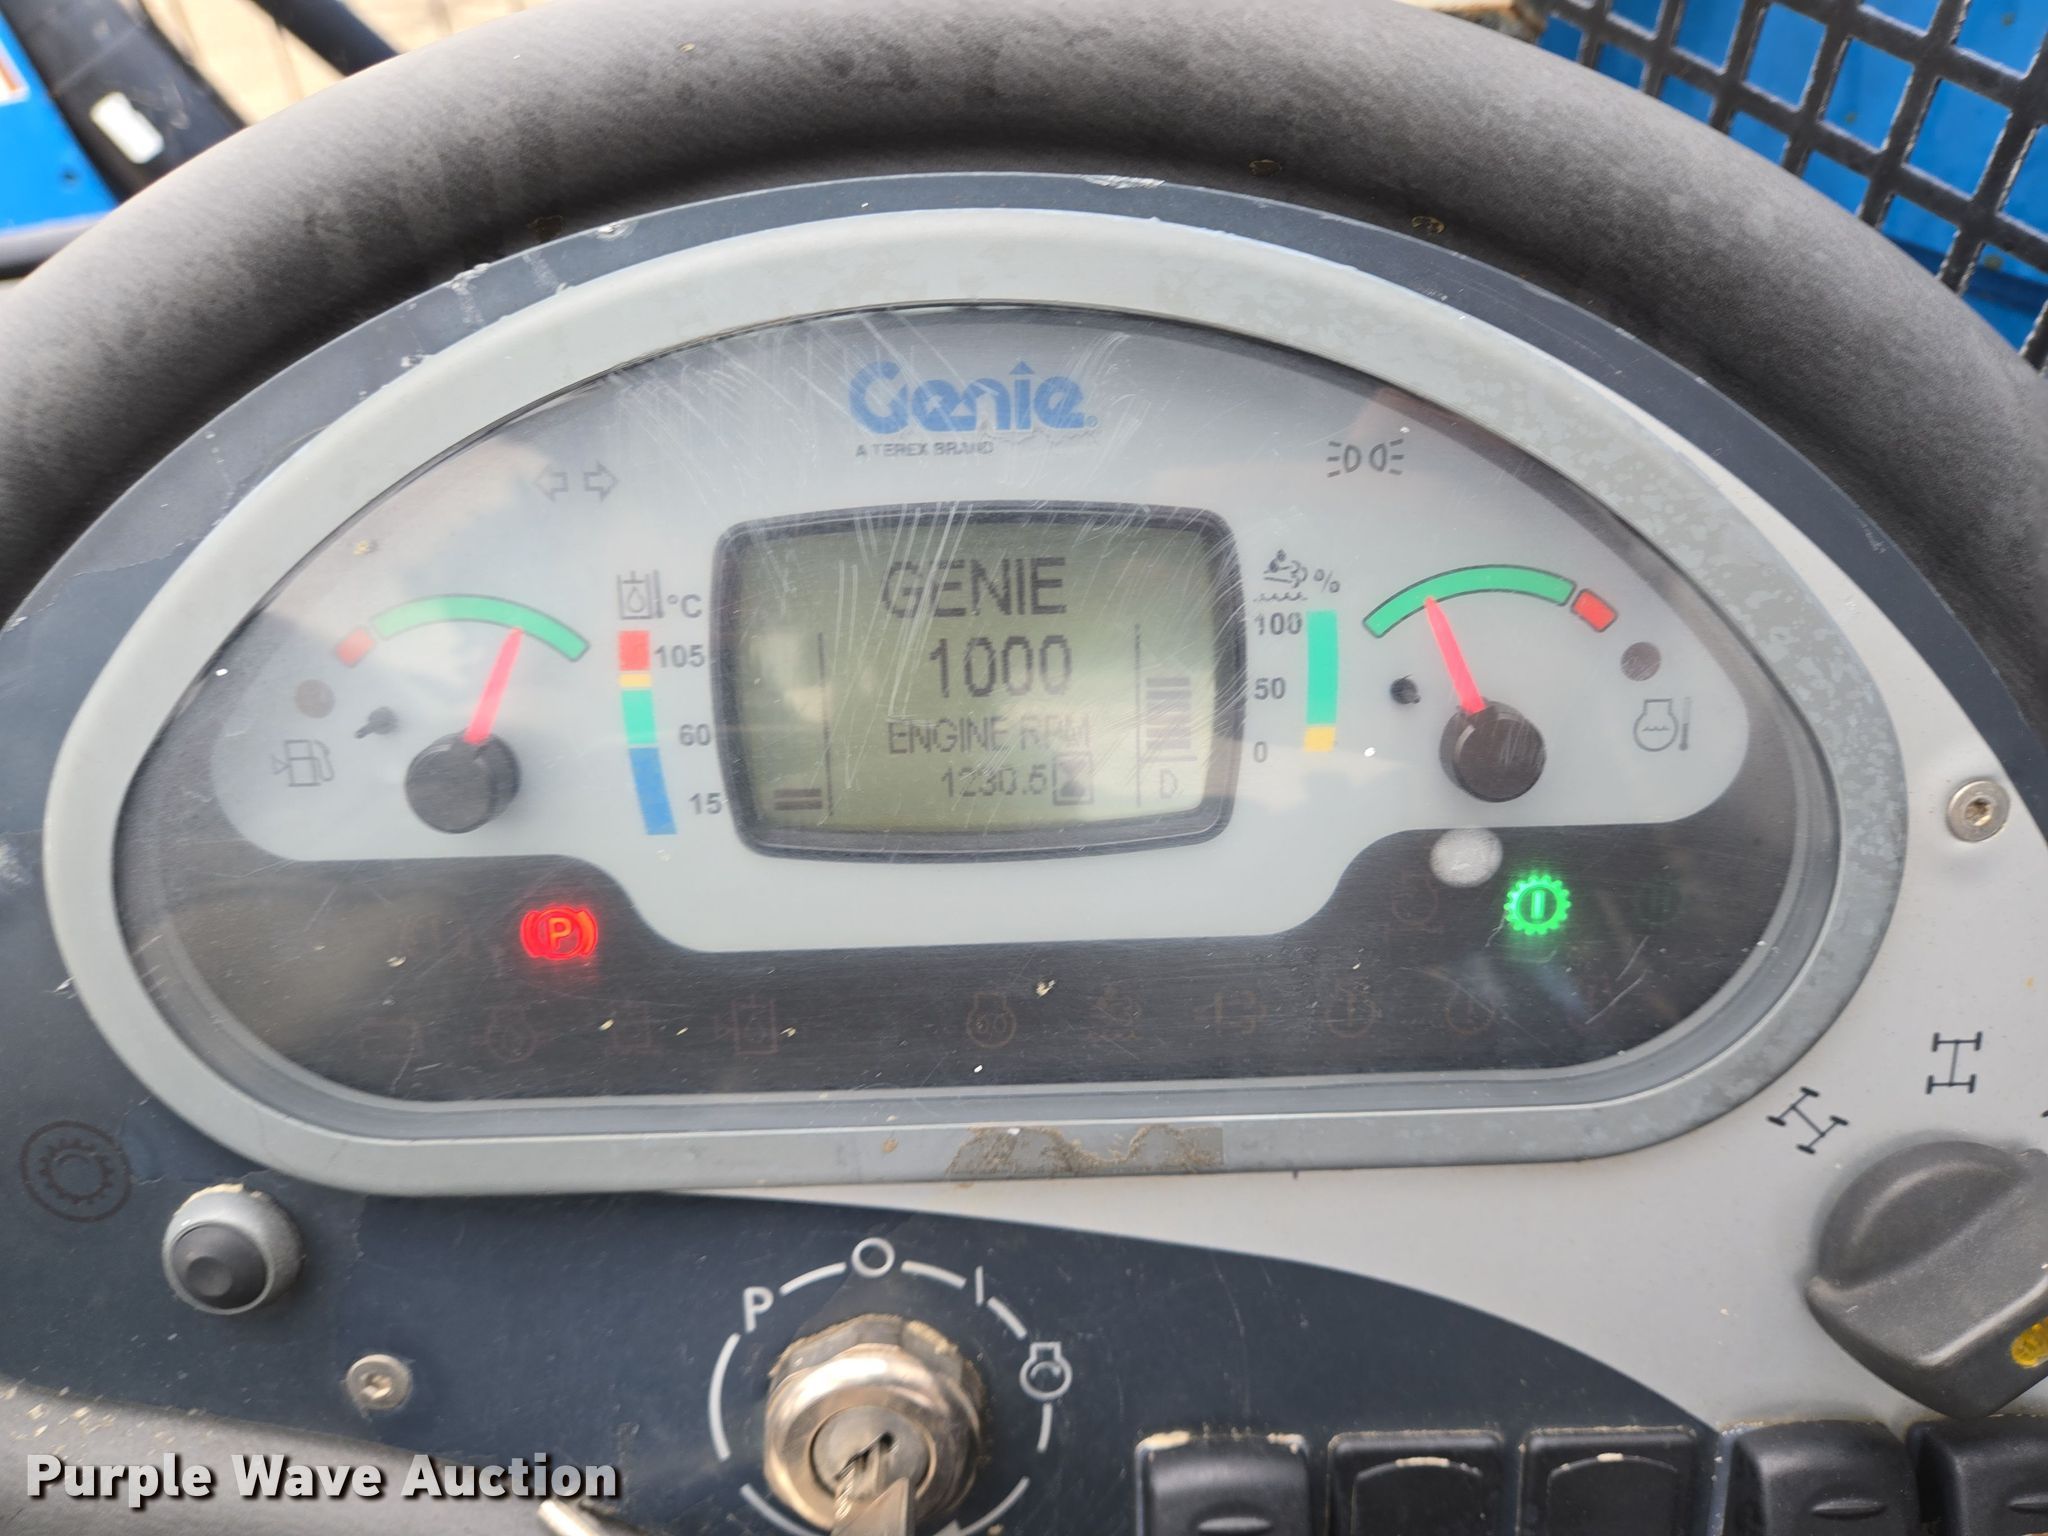 Genie®
A TEREX BRAND
GENIE
1000
ENGINE RPM
1230.5
°C
105
60
15
%
100
50
0
P
P
O
I
Purple Wave Auction